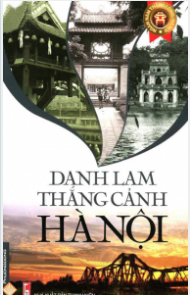 DANH LAM
THẮNG CẢNH
HÀ NỘI